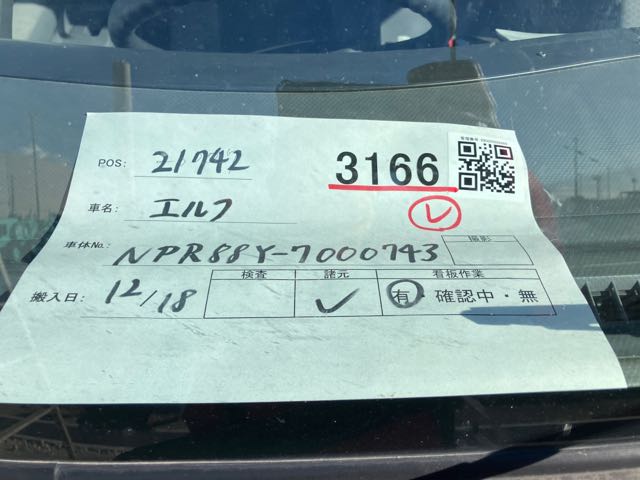 POS: 21742
3166
車名: エルフ
レ
車体No.: NPR88Y-7000743
撮影
検査 諸元 看板作業
搬入日: 12/18 ✓ 有・確認中・無